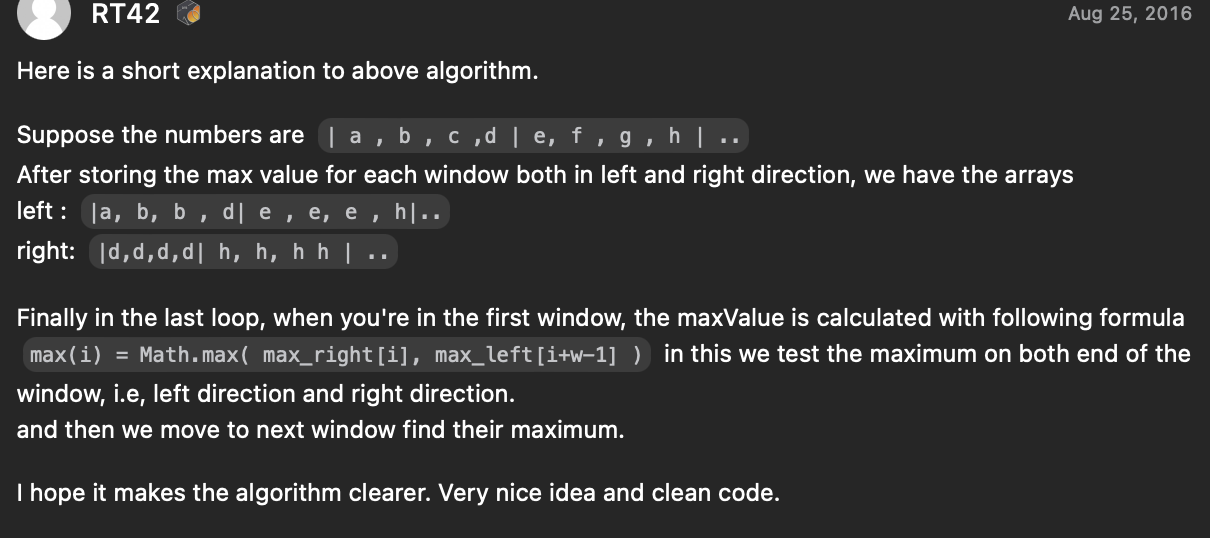 RT42 Aug 25, 2016
Here is a short explanation to above algorithm.
Suppose the numbers are | a , b , c ,d | e, f , g , h | ..
After storing the max value for each window both in left and right direction, we have the arrays
left : |a, b, b , d| e , e, e , h|..
right: |d,d,d,d| h, h, h h | ..
Finally in the last loop, when you're in the first window, the maxValue is calculated with following formula
max(i) = Math.max( max_right[i], max_left[i+w-1] ) in this we test the maximum on both end of the
window, i.e, left direction and right direction.
and then we move to next window find their maximum.
I hope it makes the algorithm clearer. Very nice idea and clean code.